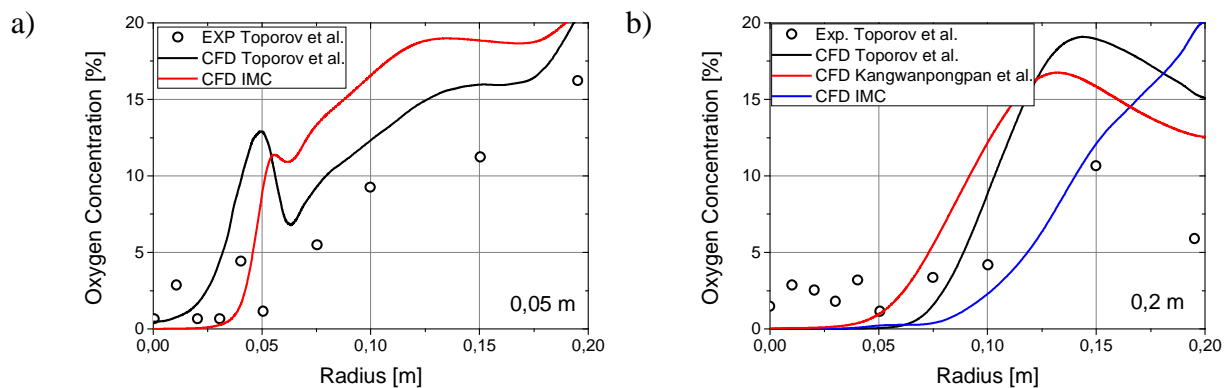 a)
Oxygen Concentration [%]
20
15
10
5
0
EXP Toporov et al.
CFD Toporov et al.
CFD IMC
0,05 m
0,00 0,05 0,10 0,15 0,20
Radius [m]
b)
Oxygen Concentration [%]
20
15
10
5
0
Exp. Toporov et al.
CFD Toporov et al.
CFD Kangwanpongpan et al.
CFD IMC
0,2 m
0,00 0,05 0,10 0,15 0,20
Radius [m]